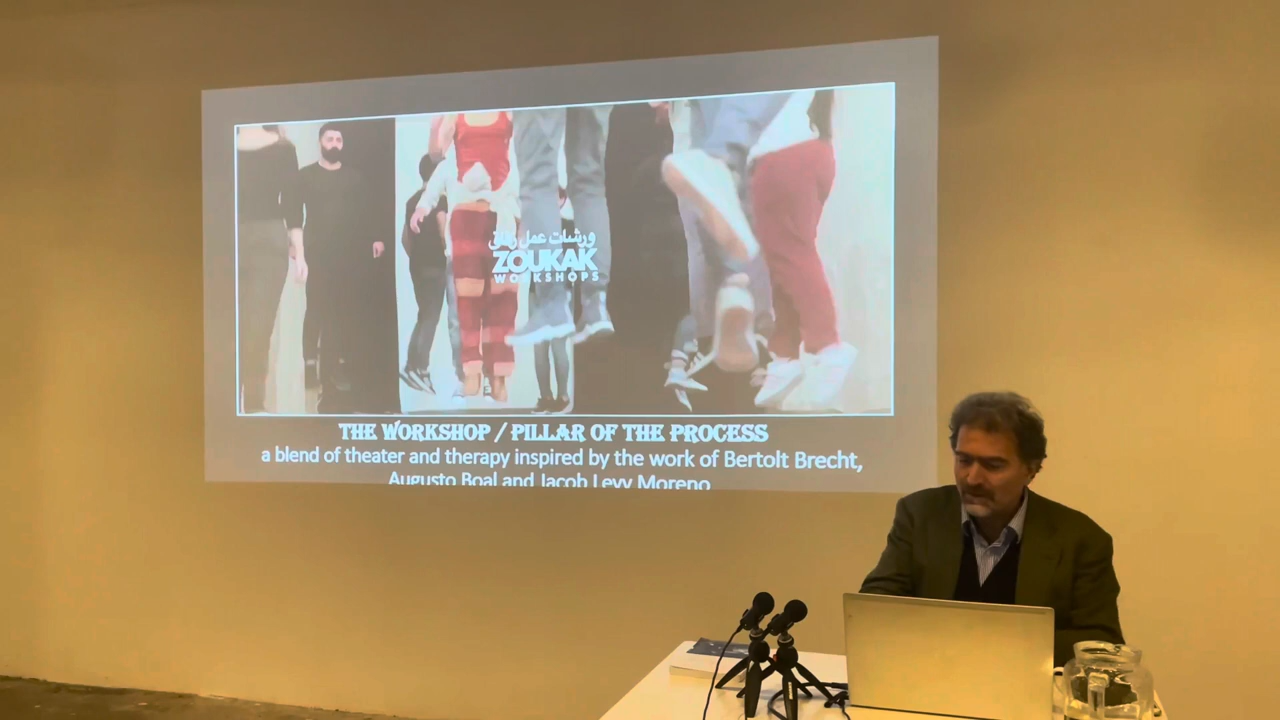 ورشات عمل زقاق
ZOUKAK
WORKSHOPS
THE WORKSHOP / PILLAR OF THE PROCESS
a blend of theater and therapy inspired by the work of Bertolt Brecht,
Augusto Boal and Jacob Levy Moreno